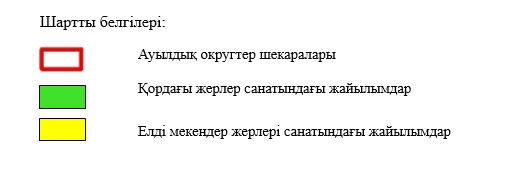 Шартты белгілері:
Ауылдық округтер шекаралары
Қордағы жерлер санатындағы жайылымдар
Елді мекендер жерлері санатындағы жайылымдар